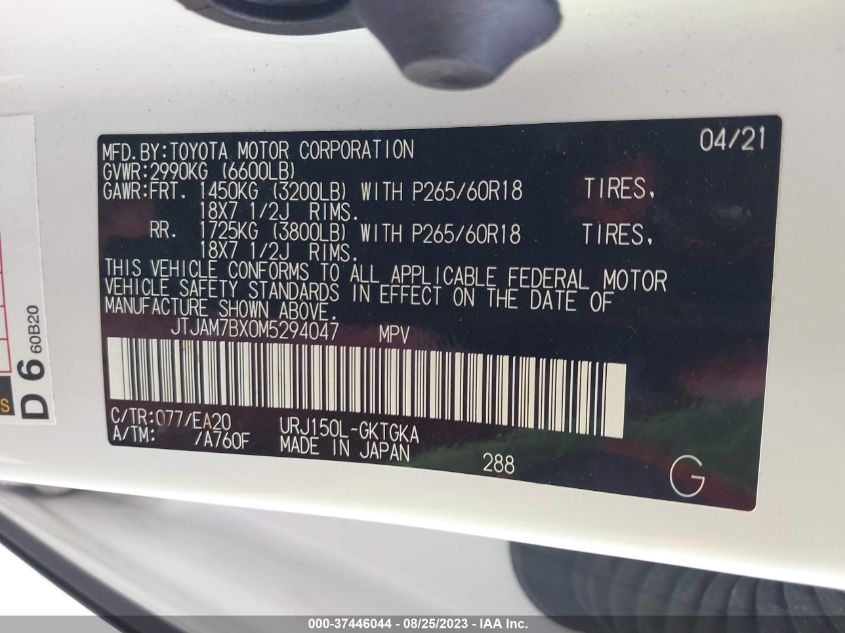 MFD.BY:TOYOTA MOTOR CORPORATION 04/21
GVWR:2990KG (6600LB)
GAWR:FRT. 1450KG (3200LB) WITH P265/60R18 TIRES,
18X7 1/2J RIMS.
RR. 1725KG (3800LB) WITH P265/60R18 TIRES,
18X7 1/2J RIMS.
THIS VEHICLE CONFORMS TO ALL APPLICABLE FEDERAL MOTOR
VEHICLE SAFETY STANDARDS IN EFFECT ON THE DATE OF
MANUFACTURE SHOWN ABOVE.
JTJAM7BX0M5294047 MPV
C/TR:077/EA20 URJ150L-GKTGKA
A/TM: /A760F MADE IN JAPAN
288
G
D 6 60B20
S
000-37446044 - 08/25/2023 - IAA Inc.